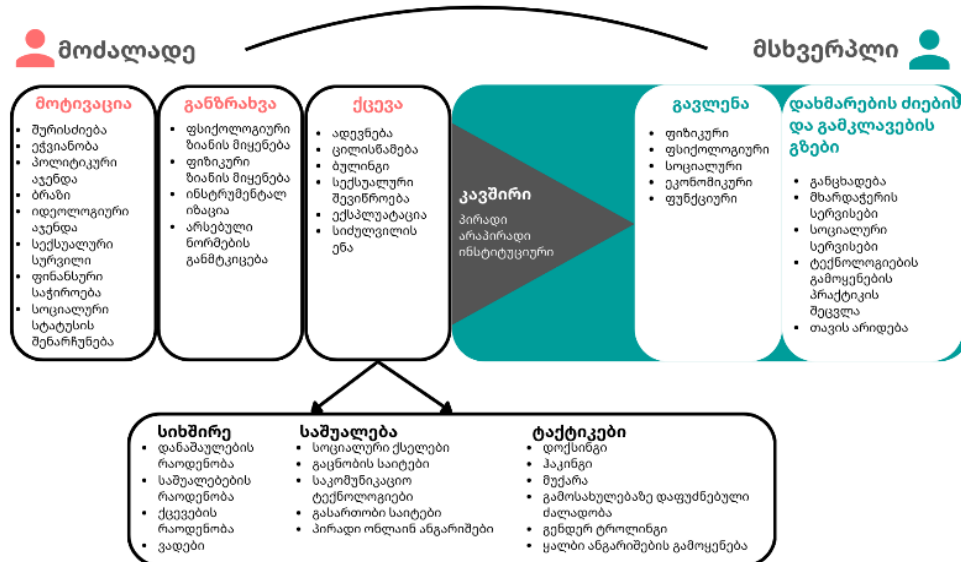 მოძალადე
მსხვერპლი
მოტივაცია
შურისძიება
ეჭვიანობა
პოლიტიკური
აჯენდა
ბრაზი
იდეოლოგიური
აჯენდა
სექსუალური
სურვილი
ფინანსური
საჭიროება
სოციალური
სტატუსის
შენარჩუნება
განზრახვა
ფსიქოლოგიური
ზიანის მიყენება
ფიზიკური
ზიანის მიყენება
ინსტრუმენტალ
იზაცია
არსებული
ნორმების
განმტკიცება
ქცევა
ადევნება
ცილისწამება
ბულინგი
სექსუალური
შევიწროება
ექსპლუატაცია
სიძულვილის
ენა
კავშირი
პირადი
არაპირადი
ინსტიტუციური
გავლენა
ფიზიკური
ფსიქოლოგიური
სოციალური
ეკონომიკური
ფუნქციური
დახმარების ძიების
და გამკლავების
გზები
განცხადება
მხარდაჭერის
სერვისები
სოციალური
სერვისები
ტექნოლოგიების
გამოყენების
პრაქტიკის
შეცვლა
თავის არიდება
სიხშირე
დანაშაულების
რაოდენობა
საშუალებების
რაოდენობა
ქცევების
რაოდენობა
ვადები
საშუალება
სოციალური ქსელები
გაცნობის საიტები
საკომუნიკაციო
ტექნოლოგიები
გასართობი საიტები
პირადი ონლაინ ანგარიშები
ტაქტიკები
დოქსინგი
ჰაკინგი
მუქარა
გამოსახულებაზე დაფუძნებული
ძალადობა
გენდერ ტროლინგი
ყალბი ანგარიშების გამოყენება